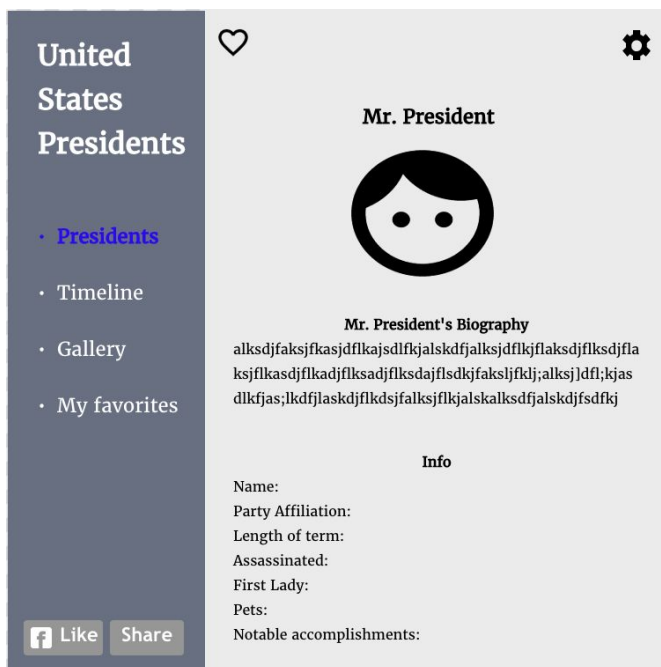 United
States
Presidents
· Presidents
· Timeline
· Gallery
· My favorites
Like Share
Mr. President
Mr. President's Biography
alksdjfaksjfkasjdflkajsdlfkjalskdfjalksjdflkjflaksdjflksdjfla
ksjflkasdjflkadjflksadjflksdajflsdkjfaksljfklj;alksj]dfl;kjas
dlkfjas;lkdfjlaskdjflkdsjfalksjflkjalskalksdfjalskdjfsdfkj
Info
Name:
Party Affiliation:
Length of term:
Assassinated:
First Lady:
Pets:
Notable accomplishments: